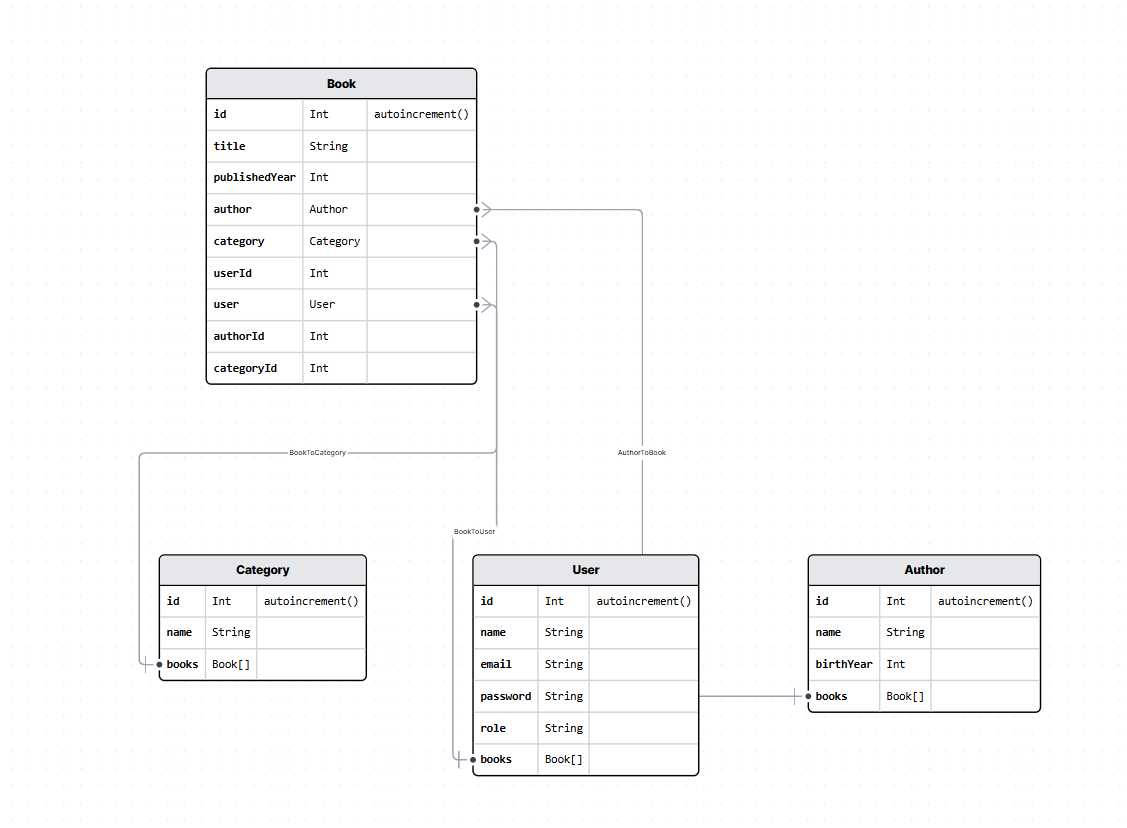 Book
id Int autoincrement()
title String
publishedYear Int
author Author
category Category
userId Int
user User
authorId Int
categoryId Int
BookToCategory
AuthorToBook
BookToUser
Category
id Int autoincrement()
name String
books Book[]
User
id Int autoincrement()
name String
email String
password String
role String
books Book[]
Author
id Int autoincrement()
name String
birthYear Int
books Book[]